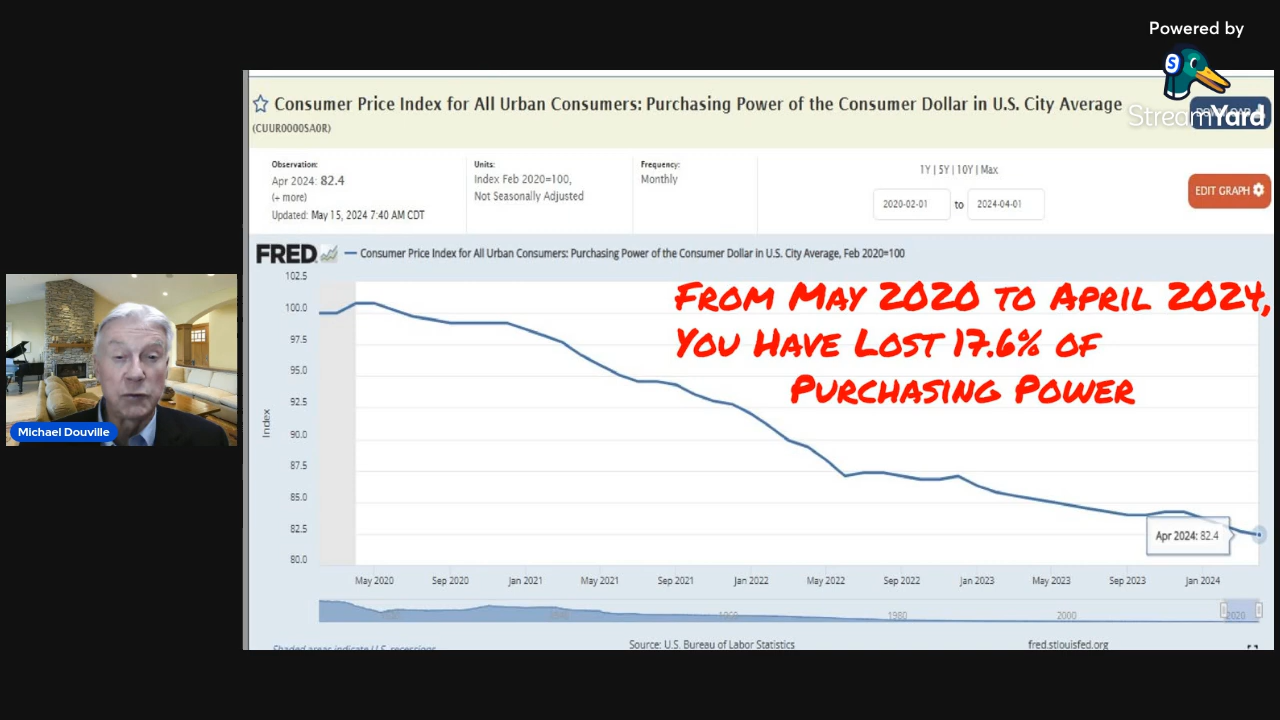 Powered by
StreamYard
Consumer Price Index for All Urban Consumers: Purchasing Power of the Consumer Dollar in U.S. City Average
(CUUR0000SA0R)
Observation:
Apr 2024: 82.4
(+ more)
Updated: May 15, 2024 7:40 AM CDT
Units:
Index Feb 2020=100,
Not Seasonally Adjusted
Frequency:
Monthly
1Y | 5Y | 10Y | Max
2020-02-01 to 2024-04-01
EDIT GRAPH
FRED
Consumer Price Index for All Urban Consumers: Purchasing Power of the Consumer Dollar in U.S. City Average, Feb 2020=100
From May 2020 to April 2024,
You Have Lost 17.6% of
Purchasing Power
Index
102.5
100.0
97.5
95.0
92.5
90.0
87.5
85.0
82.5
80.0
Apr 2024: 82.4
May 2020 Sep 2020 Jan 2021 May 2021 Sep 2021 Jan 2022 May 2022 Sep 2022 Jan 2023 May 2023 Sep 2023 Jan 2024
1960 1980 2000 2020
Shaded areas indicate U.S. recessions.
Source: U.S. Bureau of Labor Statistics
fred.stlouisfed.org
Michael Douville